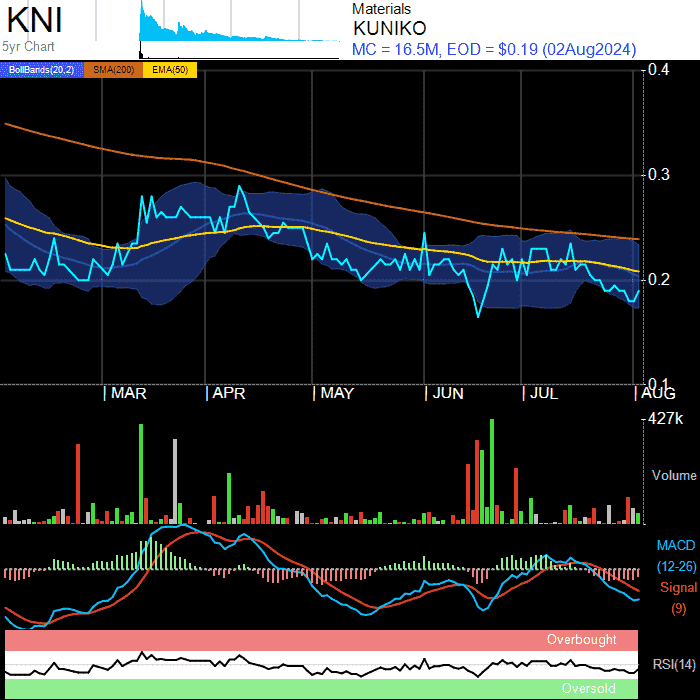 KNI
5yr Chart
Materials
KUNIKO
MC = 16.5M, EOD = $0.19 (02Aug2024)
BollBands(20,2) SMA(200) EMA(50)
0.4
0.3
0.2
0.1
MAR APR MAY JUN JUL AUG
427k
Volume
MACD
(12-26)
Signal
(9)
Overbought
RSI(14)
Oversold